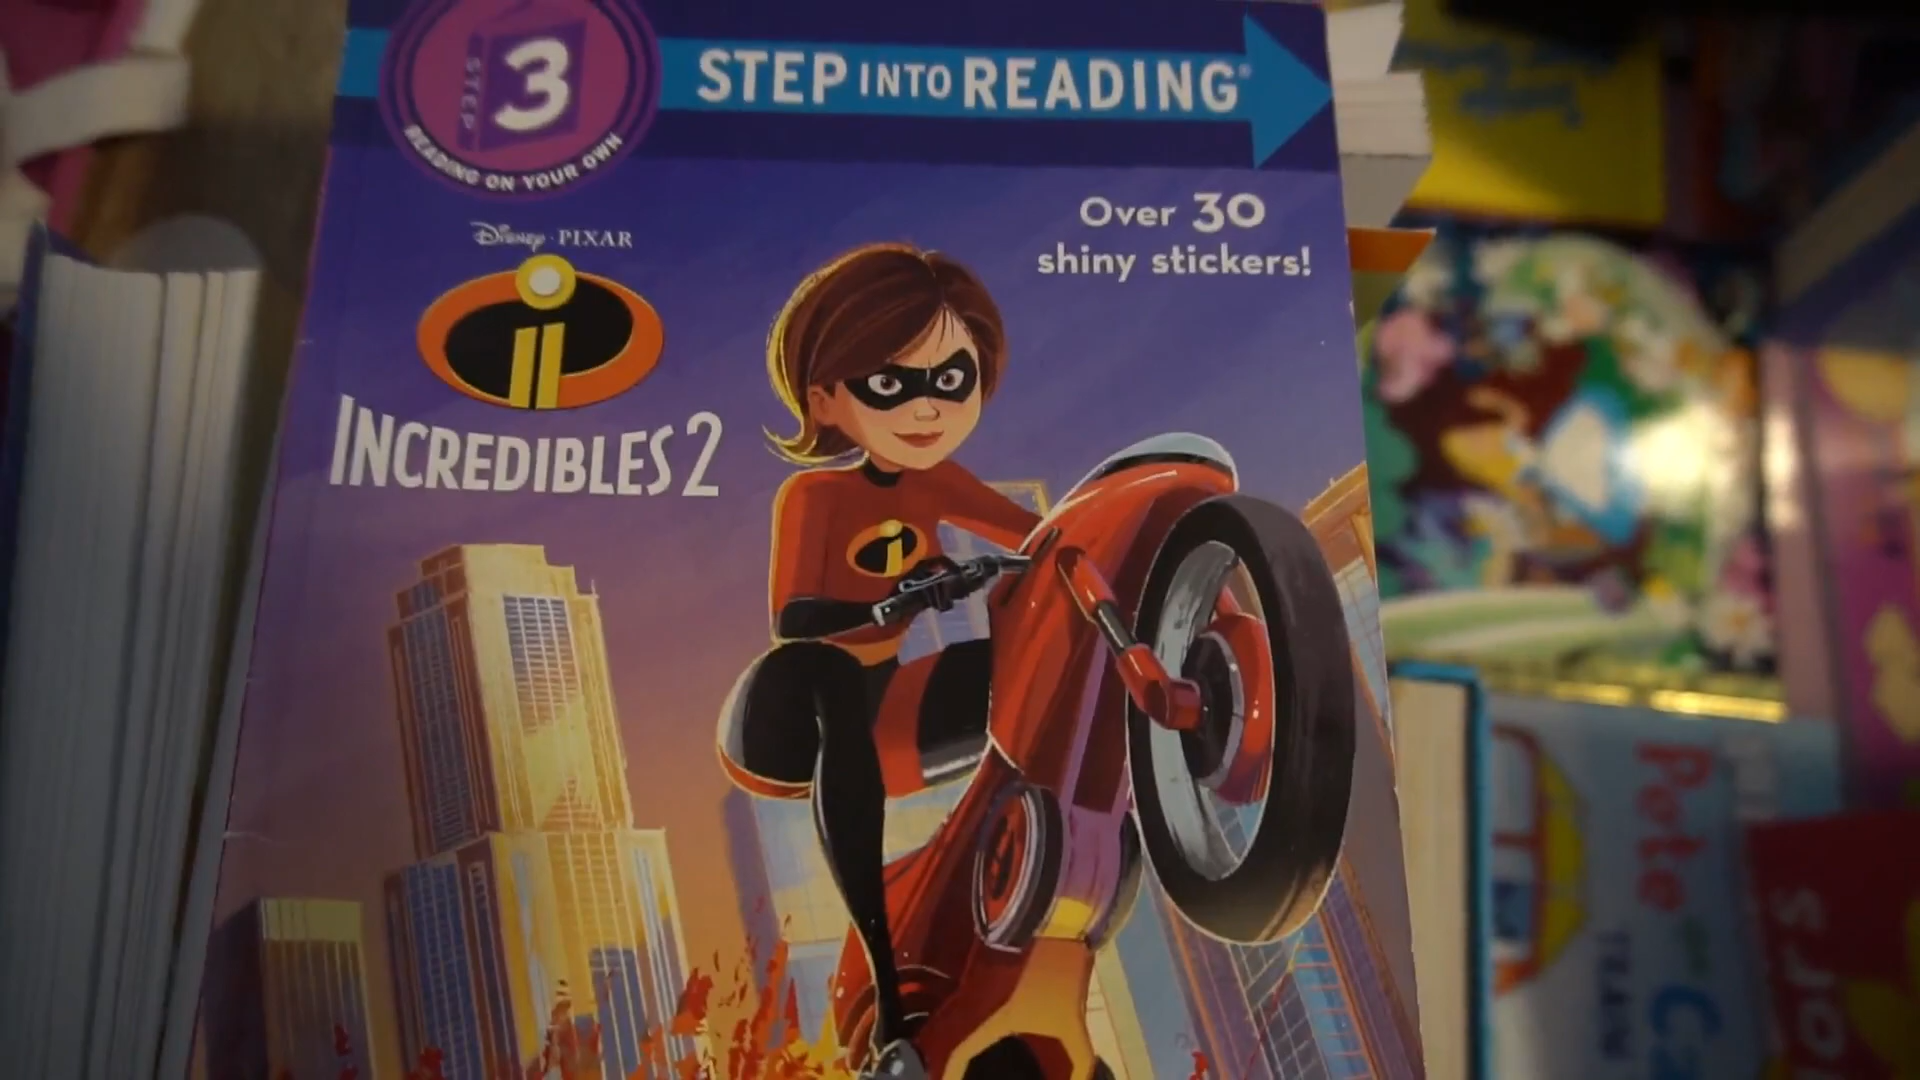 STEP 3
READING ON YOUR OWN
STEP INTO READING®
Over 30
shiny stickers!
Disney · PIXAR
INCREDIBLES 2
Pete